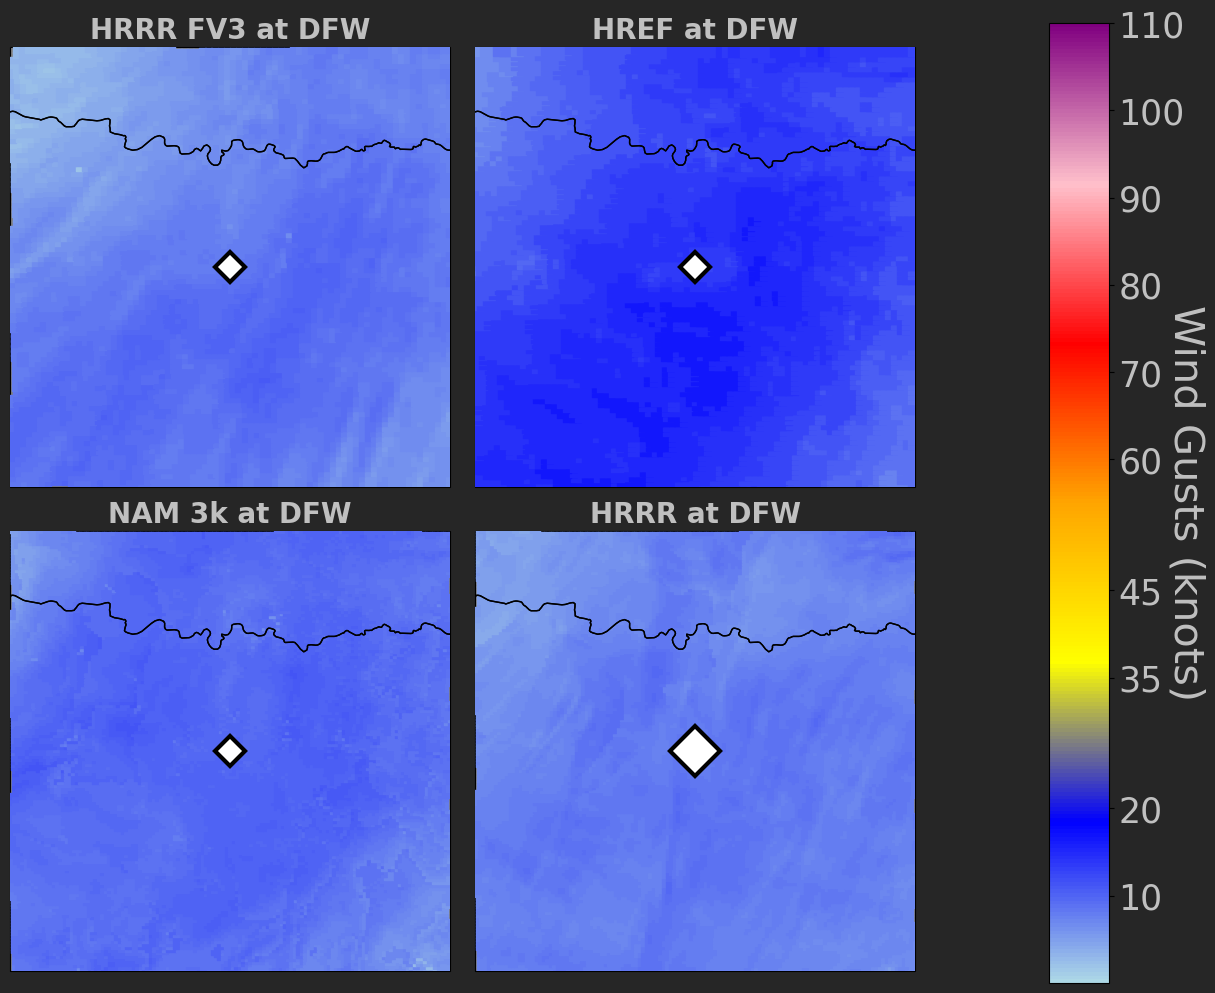 HRRR FV3 at DFW
HREF at DFW
NAM 3k at DFW
HRRR at DFW
110
100
90
80
70
60
45
35
20
10
Wind Gusts (knots)